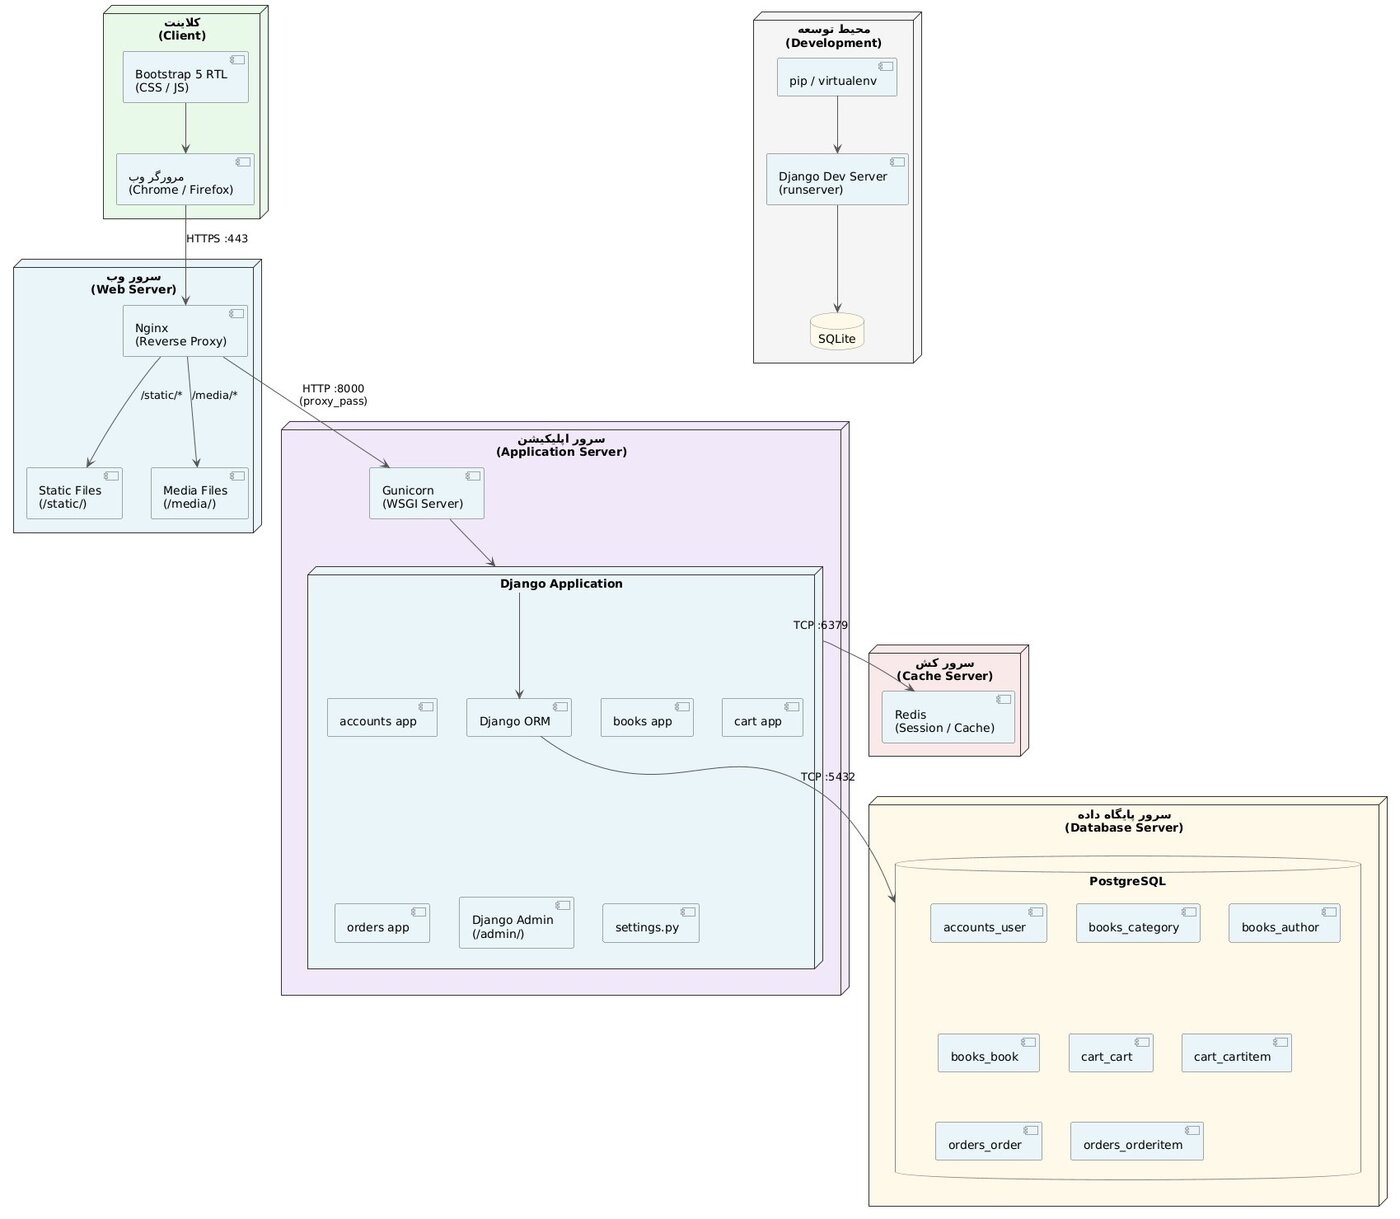 کلاینت
(Client)
Bootstrap 5 RTL
(CSS / JS)
مرورگر وب
(Chrome / Firefox)
HTTPS :443
محیط توسعه
(Development)
pip / virtualenv
Django Dev Server
(runserver)
SQLite
سرور وب
(Web Server)
Nginx
(Reverse Proxy)
/static/*
/media/*
HTTP :8000
(proxy_pass)
Static Files
(/static/)
Media Files
(/media/)
سرور اپلیکیشن
(Application Server)
Gunicorn
(WSGI Server)
Django Application
TCP :6379
accounts app
Django ORM
books app
cart app
TCP :5432
orders app
Django Admin
(/admin/)
settings.py
سرور کش
(Cache Server)
Redis
(Session / Cache)
سرور پایگاه داده
(Database Server)
PostgreSQL
accounts_user
books_category
books_author
books_book
cart_cart
cart_cartitem
orders_order
orders_orderitem